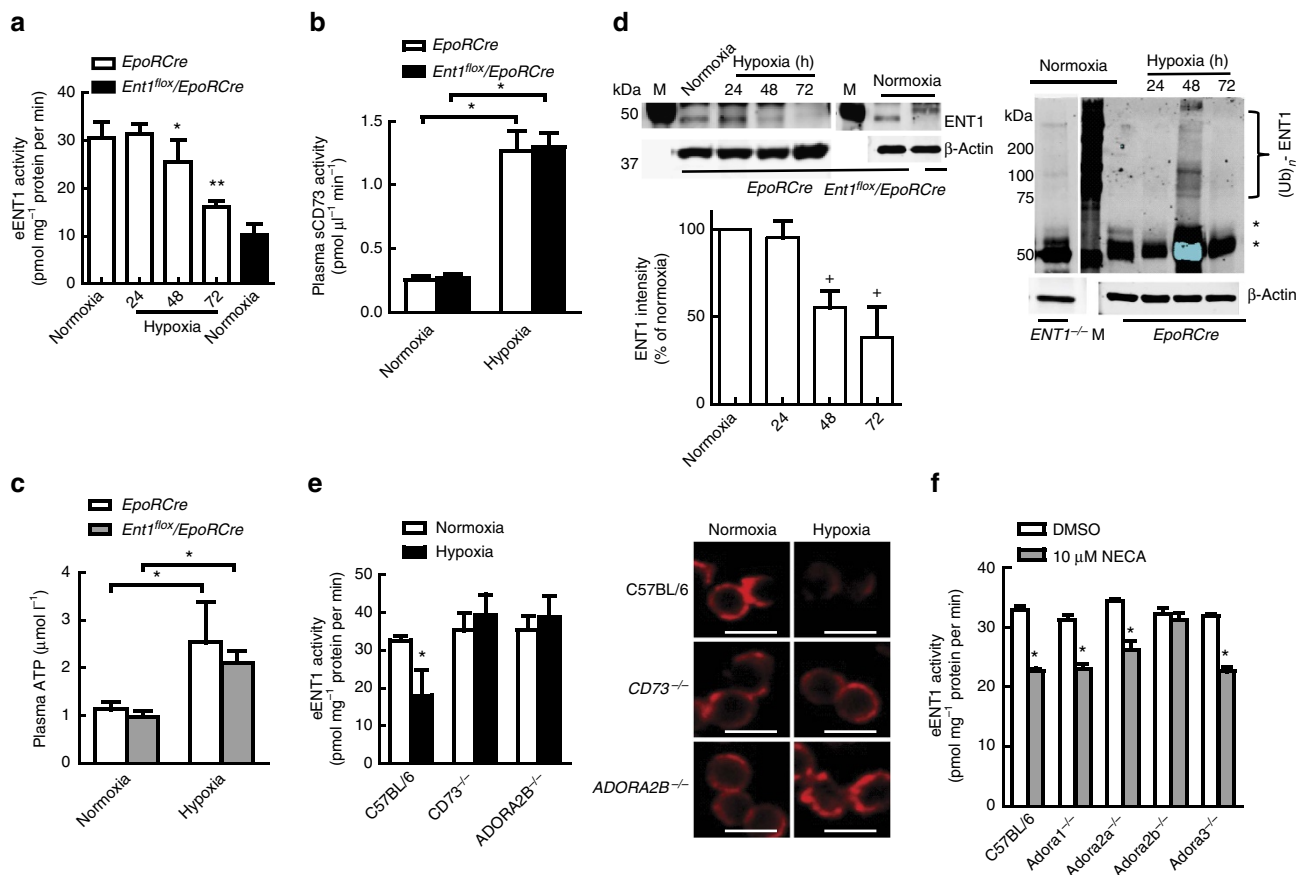 a
EpoRCre
Ent1flox/EpoRCre
eENT1 activity
(pmol mg−1 protein per min)
40
30
20
10
0
*
**
Normoxia
24
48
72
Normoxia
Hypoxia
b
EpoRCre
Ent1flox/EpoRCre
Plasma sCD73 activity
(pmol μl−1 min−1)
1.5
1.0
0.5
0.0
*
*
Normoxia
Hypoxia
d
kDa
M
Normoxia
Hypoxia (h)
24
48
72
M
Normoxia
50
ENT1
β-Actin
37
EpoRCre
Ent1flox/EpoRCre
ENT1 intensity
(% of normoxia)
100
50
0
+
+
Normoxia
24
48
72
Normoxia
Hypoxia (h)
24
48
72
kDa
200
100
75
50
(Ub)n- ENT1
*
*
β-Actin
ENT1−/− M
EpoRCre
c
EpoRCre
Ent1flox/EpoRCre
Plasma ATP (μmol l−1)
4
3
2
1
0
*
*
Normoxia
Hypoxia
e
Normoxia
Hypoxia
eENT1 activity
(pmol mg−1 protein per min)
50
40
30
20
10
0
*
C57BL/6
CD73−/−
ADORA2B−/−
Normoxia
Hypoxia
C57BL/6
CD73−/−
ADORA2B−/−
f
DMSO
10 μM NECA
eENT1 activity
(pmol mg−1 protein per min)
40
30
20
10
0
*
*
*
*
C57BL/6
Adora1−/−
Adora2a−/−
Adora2b−/−
Adora3−/−